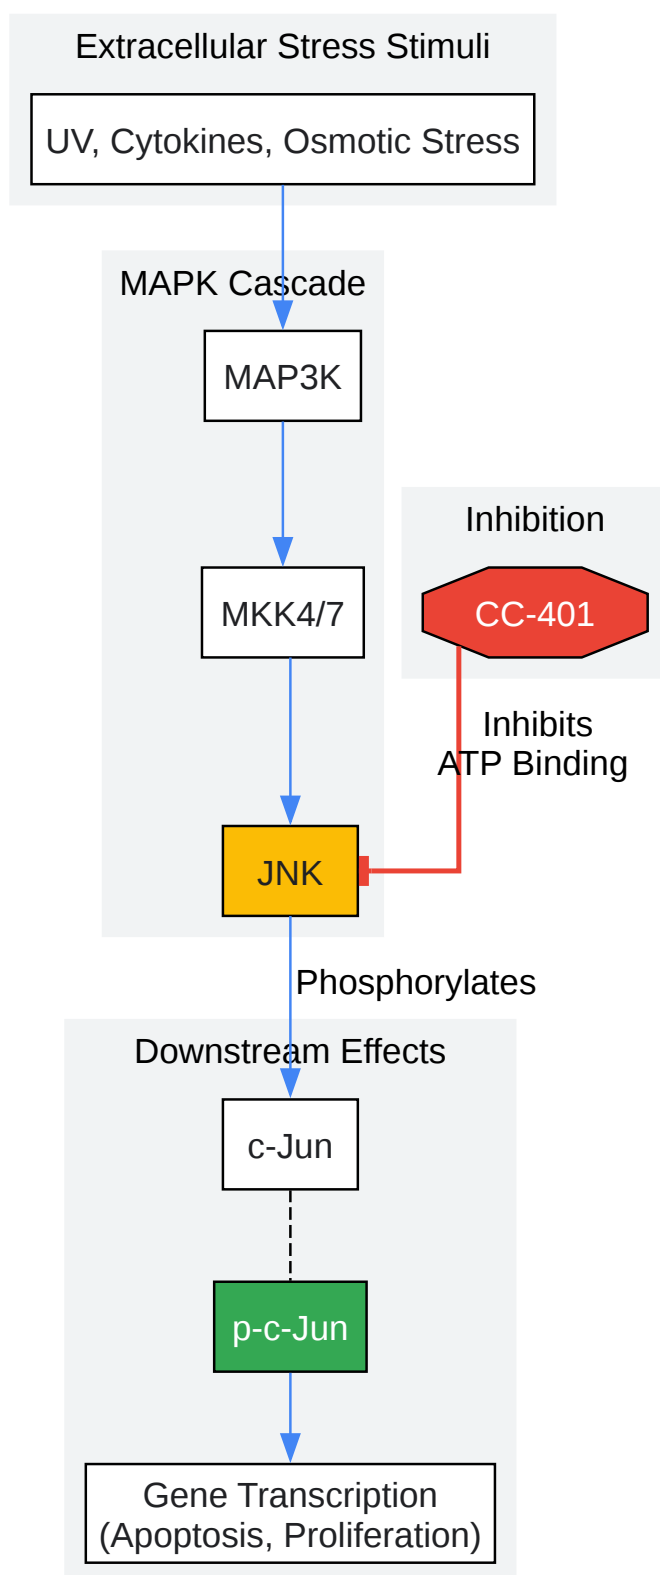 Extracellular Stress Stimuli
UV, Cytokines, Osmotic Stress
MAPK Cascade
MAP3K
Inhibition
MKK4/7
CC-401
Inhibits
ATP Binding
JNK
Phosphorylates
Downstream Effects
c-Jun
p-c-Jun
Gene Transcription
(Apoptosis, Proliferation)